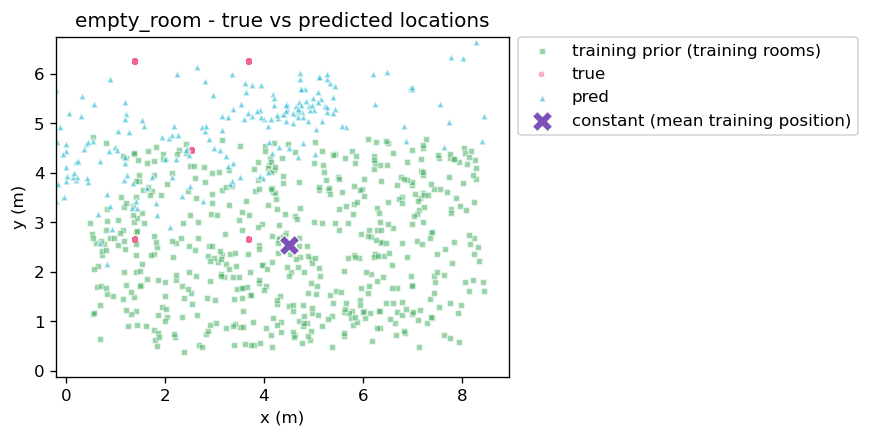 empty_room - true vs predicted locations
training prior (training rooms)
true
pred
constant (mean training position)
6
5
4
3
2
1
0
y (m)
0 2 4 6 8
x (m)